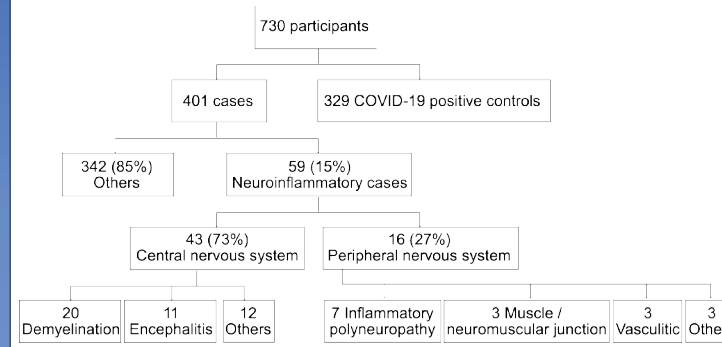 730 participants
401 cases
329 COVID-19 positive controls
342 (85%)
Others
59 (15%)
Neuroinflammatory cases
43 (73%)
Central nervous system
16 (27%)
Peripheral nervous system
20
Demyelination
11
Encephalitis
12
Others
7 Inflammatory
polyneuropathy
3 Muscle /
neuromuscular junction
3
Vasculitic
3
Othe